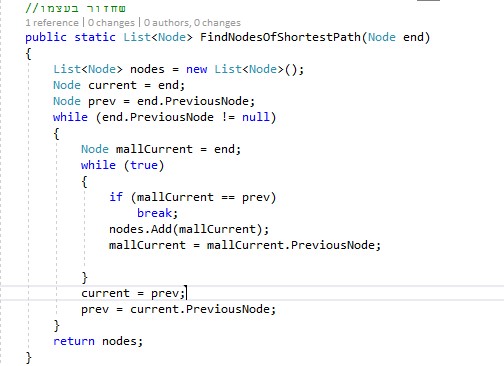 //שחזור בעצמו
1 reference | 0 changes | 0 authors, 0 changes
public static List<Node> FindNodesOfShortestPath(Node end)
{
List<Node> nodes = new List<Node>();
Node current = end;
Node prev = end.PreviousNode;
while (end.PreviousNode != null)
{
Node mallCurrent = end;
while (true)
{
if (mallCurrent == prev)
break;
nodes.Add(mallCurrent);
mallCurrent = mallCurrent.PreviousNode;
}
current = prev;
prev = current.PreviousNode;
}
return nodes;
}